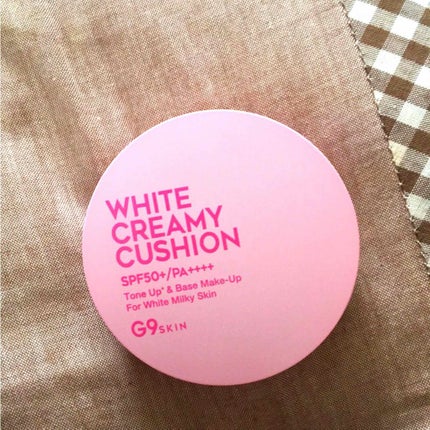 WHITE
CREAMY
CUSHION
SPF50+/PA++++
Tone Up* & Base Make-Up
For White Milky Skin
G9SKIN